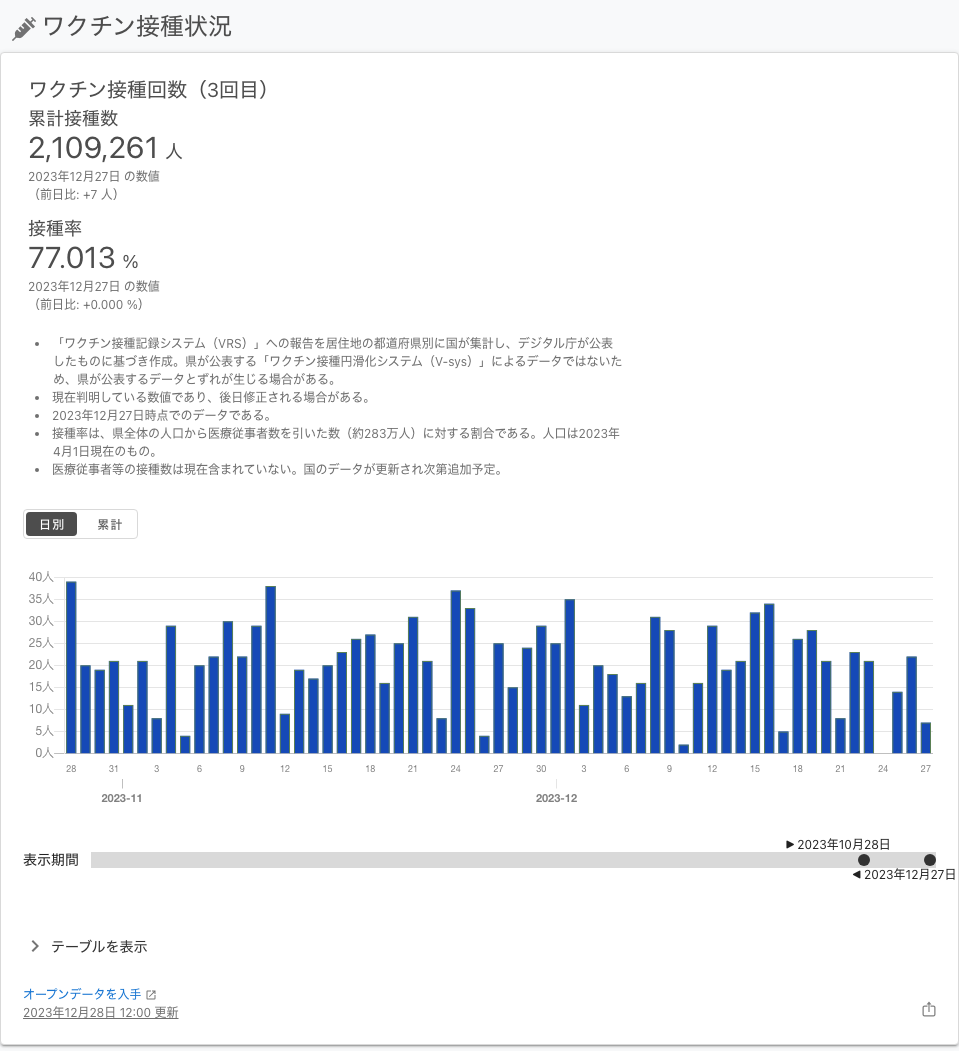 ワクチン接種状況
ワクチン接種回数（3回目）
累計接種数
2,109,261 人
2023年12月27日 の数値
（前日比: +7 人）
接種率
77.013 %
2023年12月27日 の数値
（前日比: +0.000 %）
• 「ワクチン接種記録システム（VRS）」への報告を居住地の都道府県別に国が集計し、デジタル庁が公表
したものに基づき作成。県が公表する「ワクチン接種円滑化システム（V-sys）」によるデータではないた
め、県が公表するデータとずれが生じる場合がある。
• 現在判明している数値であり、後日修正される場合がある。
• 2023年12月27日時点でのデータである。
• 接種率は、県全体の人口から医療従事者数を引いた数（約283万人）に対する割合である。人口は2023年
4月1日現在のもの。
• 医療従事者等の接種数は現在含まれていない。国のデータが更新され次第追加予定。
日別 累計
40人
35人
30人
25人
20人
15人
10人
5人
0人
28 31 3 6 9 12 15 18 21 24 27 30 3 6 9 12 15 18 21 24 27
2023-11 2023-12
▶ 2023年10月28日
表示期間
◀ 2023年12月27日
テーブルを表示
オープンデータを入手
2023年12月28日 12:00 更新